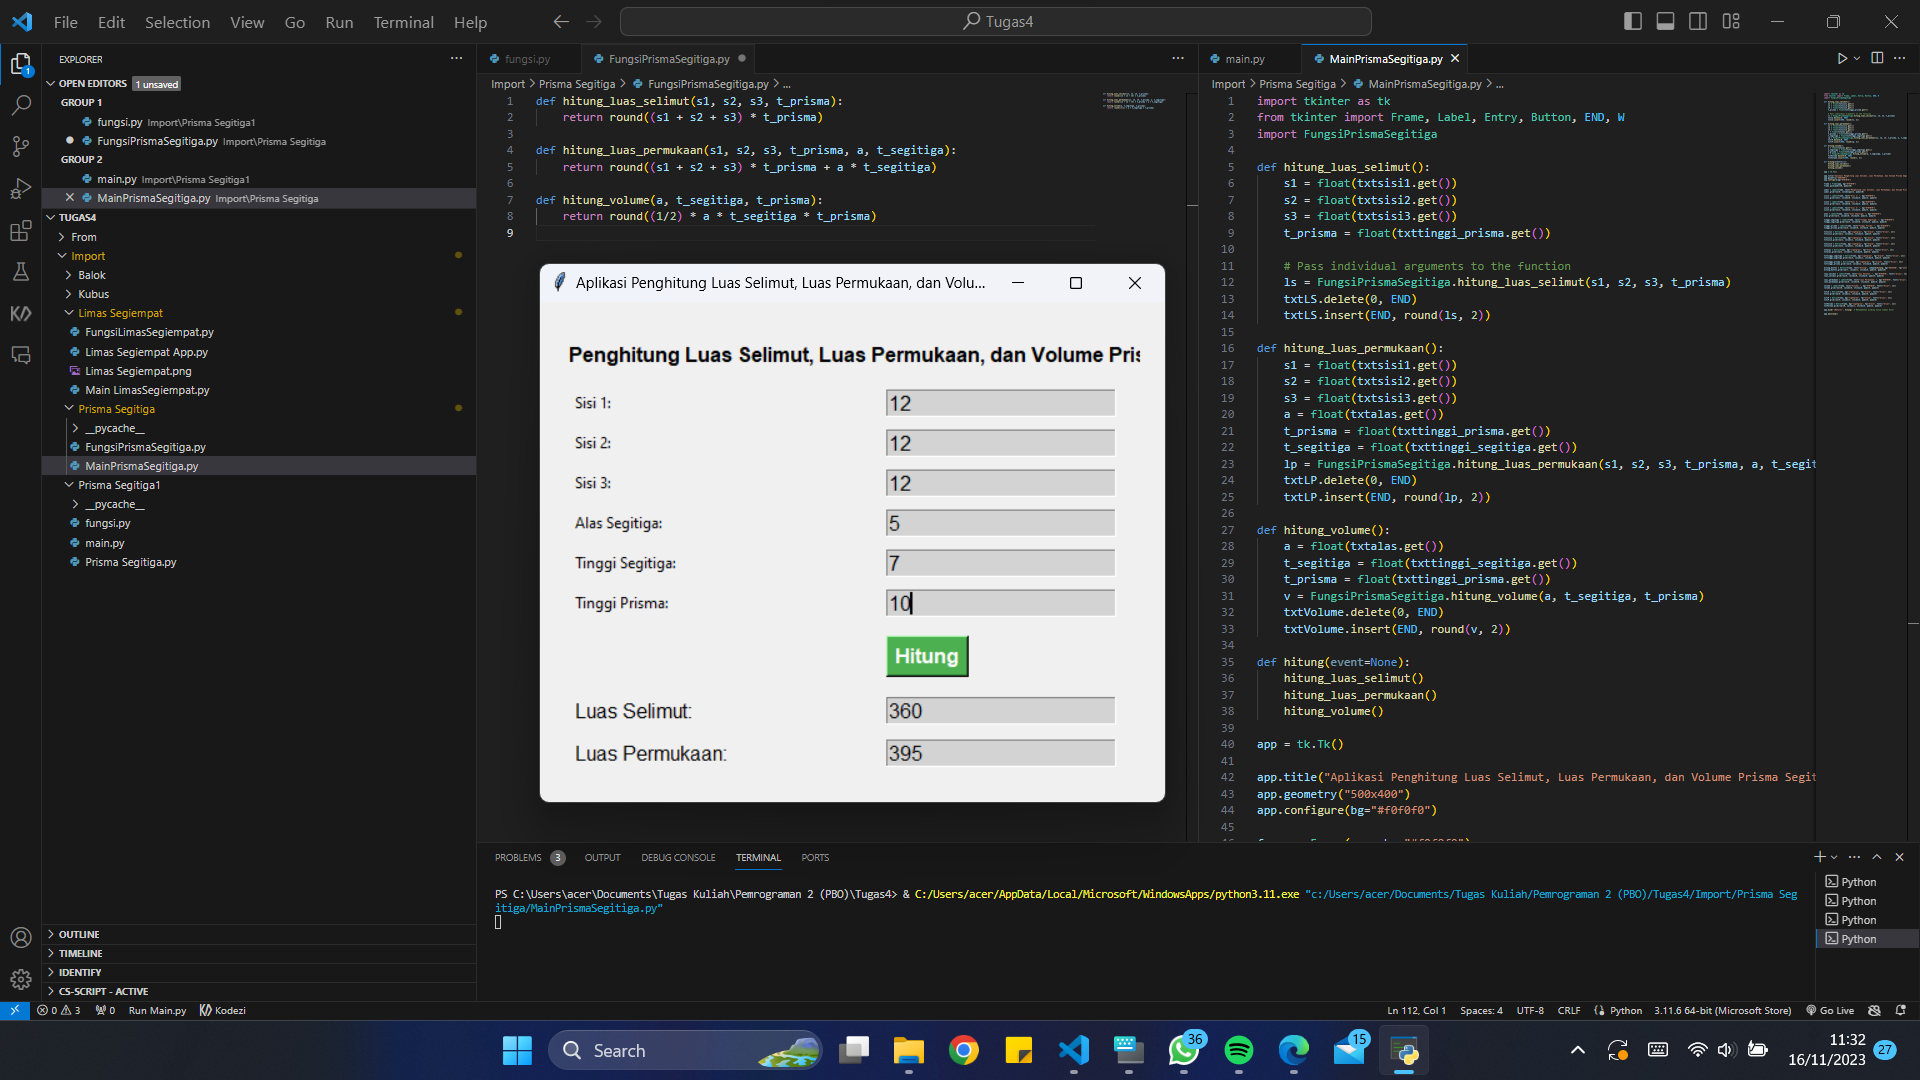 File Edit Selection View Go Run Terminal Help
Tugas4
EXPLORER
OPEN EDITORS 1 unsaved
GROUP 1
fungsi.py Import\Prisma Segitiga1
FungsiPrismaSegitiga.py Import\Prisma Segitiga
GROUP 2
main.py Import\Prisma Segitiga1
MainPrismaSegitiga.py Import\Prisma Segitiga
TUGAS4
From
Import
Balok
Kubus
Limas Segiempat
FungsiLimasSegiempat.py
Limas Segiempat App.py
Limas Segiempat.png
Main LimasSegiempat.py
Prisma Segitiga
__pycache__
FungsiPrismaSegitiga.py
MainPrismaSegitiga.py
Prisma Segitiga1
__pycache__
fungsi.py
main.py
Prisma Segitiga.py
OUTLINE
TIMELINE
IDENTIFY
CS-SCRIPT - ACTIVE
fungsi.py FungsiPrismaSegitiga.py
Import > Prisma Segitiga > FungsiPrismaSegitiga.py > ...
1 def hitung_luas_selimut(s1, s2, s3, t_prisma):
2 return round((s1 + s2 + s3) * t_prisma)
3
4 def hitung_luas_permukaan(s1, s2, s3, t_prisma, a, t_segitiga):
5 return round((s1 + s2 + s3) * t_prisma + a * t_segitiga)
6
7 def hitung_volume(a, t_segitiga, t_prisma):
8 return round((1/2) * a * t_segitiga * t_prisma)
9
Aplikasi Penghitung Luas Selimut, Luas Permukaan, dan Volu...
Penghitung Luas Selimut, Luas Permukaan, dan Volume Pris
Sisi 1: 12
Sisi 2: 12
Sisi 3: 12
Alas Segitiga: 5
Tinggi Segitiga: 7
Tinggi Prisma: 10
Hitung
Luas Selimut: 360
Luas Permukaan: 395
main.py MainPrismaSegitiga.py
Import > Prisma Segitiga > MainPrismaSegitiga.py > ...
1 import tkinter as tk
2 from tkinter import Frame, Label, Entry, Button, END, W
3 import FungsiPrismaSegitiga
4
5 def hitung_luas_selimut():
6 s1 = float(txtsisi1.get())
7 s2 = float(txtsisi2.get())
8 s3 = float(txtsisi3.get())
9 t_prisma = float(txttinggi_prisma.get())
10
11 # Pass individual arguments to the function
12 ls = FungsiPrismaSegitiga.hitung_luas_selimut(s1, s2, s3, t_prisma)
13 txtLS.delete(0, END)
14 txtLS.insert(END, round(ls, 2))
15
16 def hitung_luas_permukaan():
17 s1 = float(txtsisi1.get())
18 s2 = float(txtsisi2.get())
19 s3 = float(txtsisi3.get())
20 a = float(txtalas.get())
21 t_prisma = float(txttinggi_prisma.get())
22 t_segitiga = float(txttinggi_segitiga.get())
23 lp = FungsiPrismaSegitiga.hitung_luas_permukaan(s1, s2, s3, t_prisma, a, t_segit
24 txtLP.delete(0, END)
25 txtLP.insert(END, round(lp, 2))
26
27 def hitung_volume():
28 a = float(txtalas.get())
29 t_segitiga = float(txttinggi_segitiga.get())
30 t_prisma = float(txttinggi_prisma.get())
31 v = FungsiPrismaSegitiga.hitung_volume(a, t_segitiga, t_prisma)
32 txtVolume.delete(0, END)
33 txtVolume.insert(END, round(v, 2))
34
35 def hitung(event=None):
36 hitung_luas_selimut()
37 hitung_luas_permukaan()
38 hitung_volume()
39
40 app = tk.Tk()
41
42 app.title("Aplikasi Penghitung Luas Selimut, Luas Permukaan, dan Volume Prisma Segit
43 app.geometry("500x400")
44 app.configure(bg="#f0f0f0")
45
PROBLEMS 3 OUTPUT DEBUG CONSOLE TERMINAL PORTS
PS C:\Users\acer\Documents\Tugas Kuliah\Pemrograman 2 (PBO)\Tugas4> & C:/Users/acer/AppData/Local/Microsoft/WindowsApps/python3.11.exe "c:/Users/acer/Documents/Tugas Kuliah/Pemrograman 2 (PBO)/Tugas4/Import/Prisma Seg
itiga/MainPrismaSegitiga.py"
Python
Python
Python
Python
0 3 0 Run Main.py Kodezi
Ln 112, Col 1 Spaces: 4 UTF-8 CRLF Python 3.11.6 64-bit (Microsoft Store) Go Live
Search
36
15
11:32
16/11/2023
27